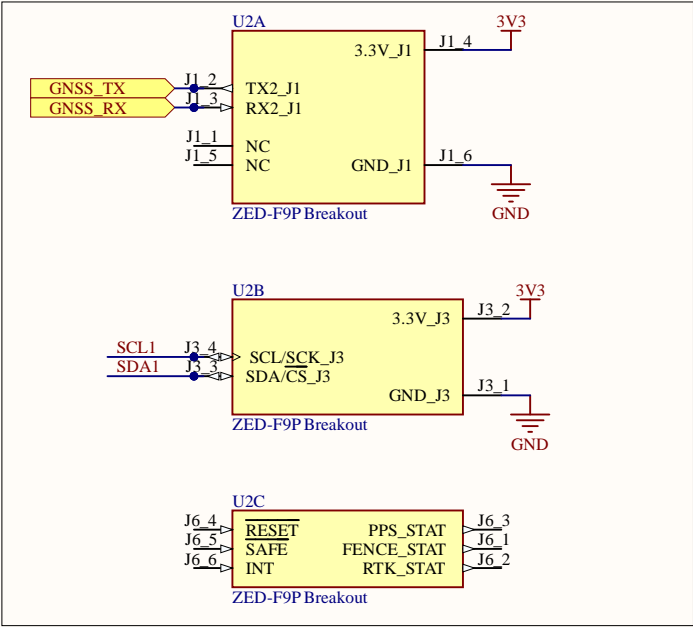 U2A
3V3
3.3V_J1 J1_4
GNSS_TX J1_2 TX2_J1
GNSS_RX J1_3 RX2_J1
J1_1 NC
J1_5 NC GND_J1 J1_6
GND
ZED-F9P Breakout
U2B
3V3
3.3V_J3 J3_2
SCL1 J3_4 SCL/SCK_J3
SDA1 J3_3 SDA/CS_J3
GND_J3 J3_1
ZED-F9P Breakout
GND
U2C
J6_4 RESET PPS_STAT J6_3
J6_5 SAFE FENCE_STAT J6_1
J6_6 INT RTK_STAT J6_2
ZED-F9P Breakout